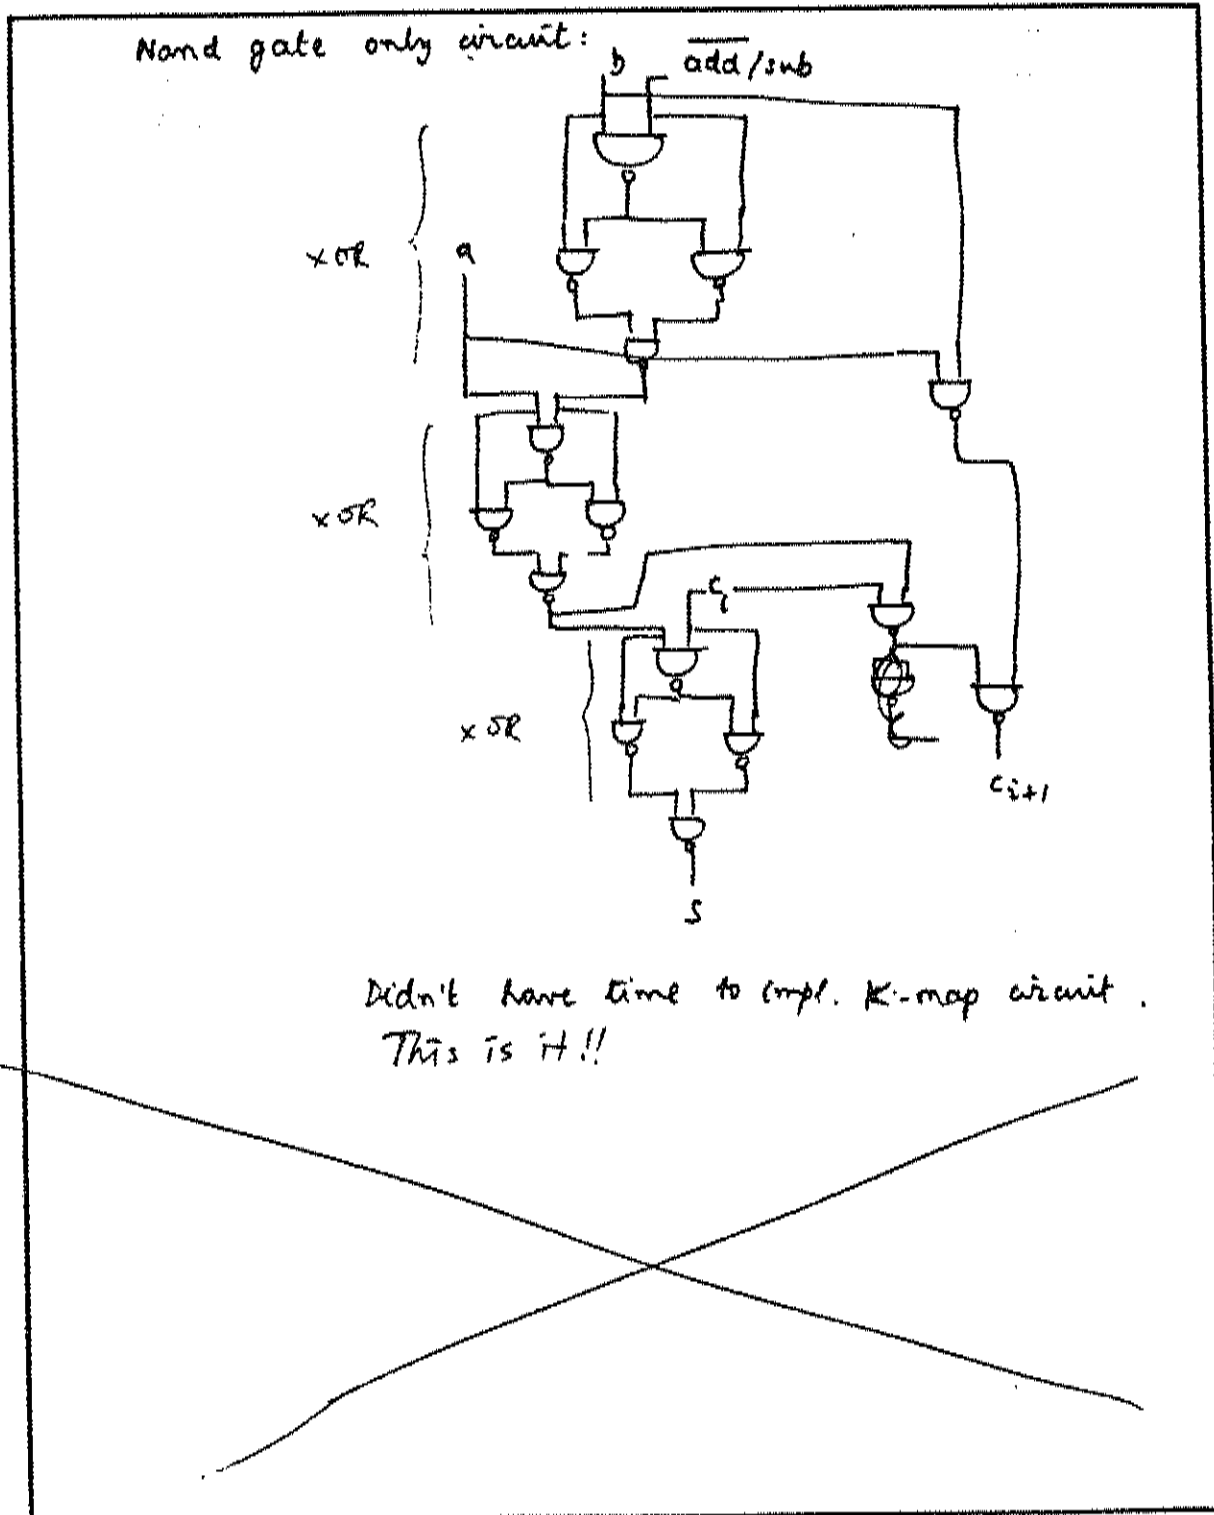 Nand gate only circuit:
b
add/sub
XOR
a
XOR
Ci
XOR
Ci+1
S
Didn't have time to impl. K-map circuit.
This is it!!